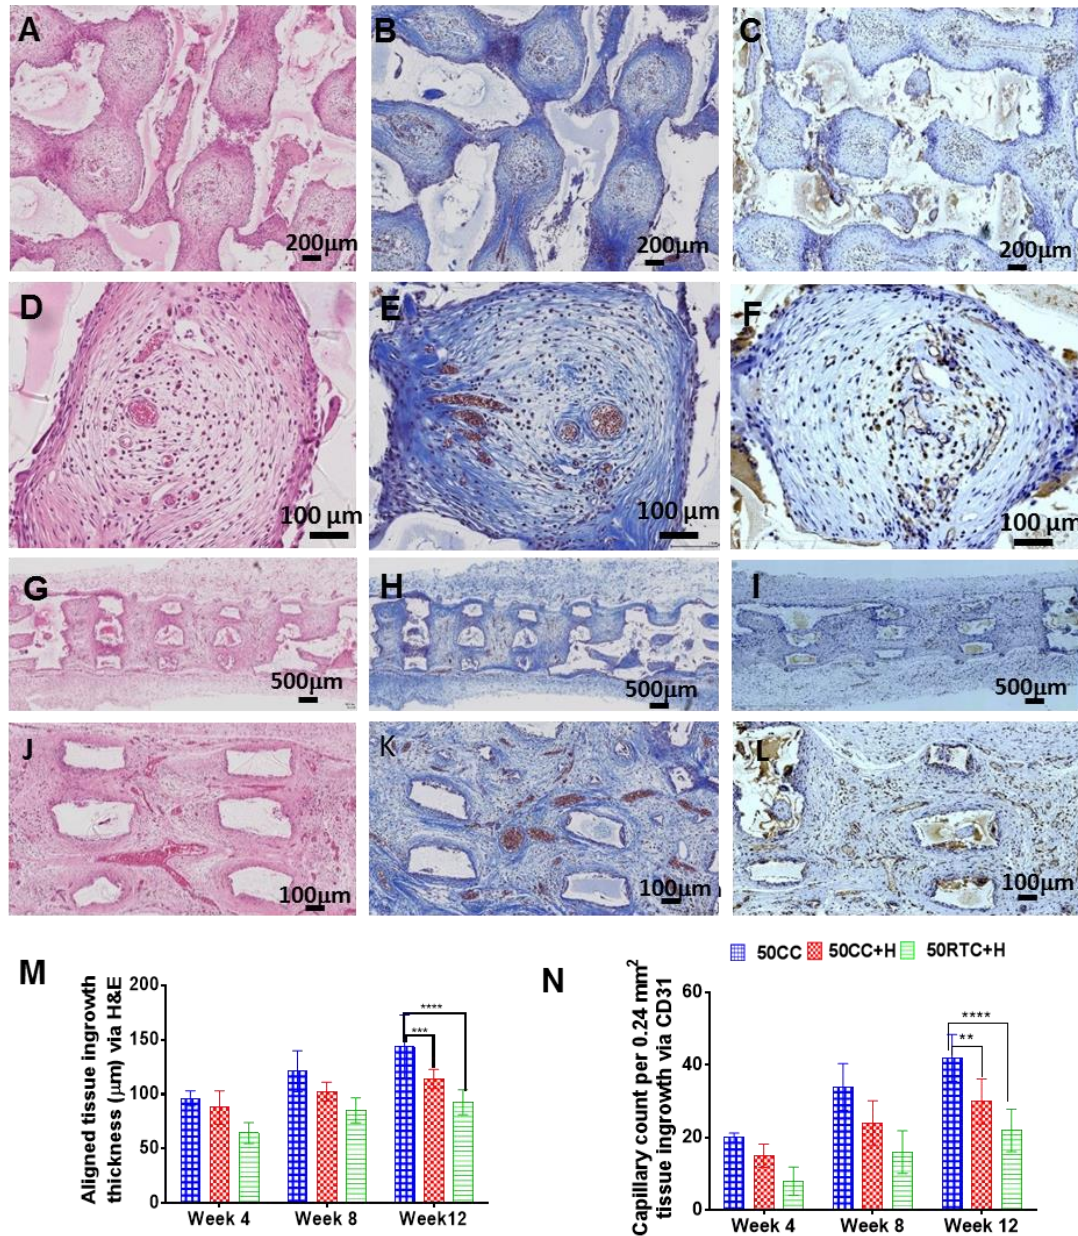 A
200μm
B
200μm
C
200μm
D
100 μm
E
100 μm
F
100 μm
G
500μm
H
500μm
I
500μm
J
100μm
K
100μm
L
100μm
M
Aligned tissue ingrowth
thickness (μm) via H&E
200
150
100
50
0
****
***
Week 4
Week 8
Week12
50CC
50CC+H
50RTC+H
N
Capillary count per 0.24 mm2
tissue ingrowth via CD31
60
40
20
0
****
**
Week 4
Week 8
Week 12